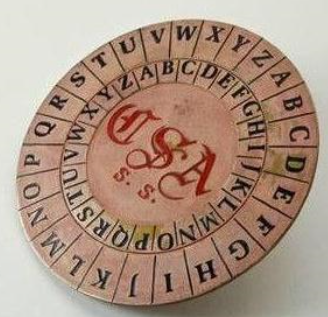 A B C D E F G H I J K L M N O P Q R S T U V W X Y Z
A B C D E F G H I J K L M N O P Q R S T U V W X Y Z
CSA
S. S.